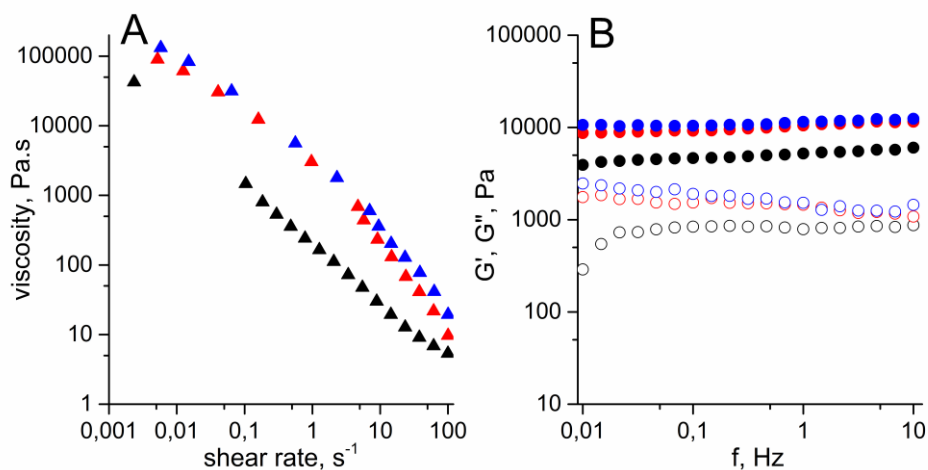 A
viscosity, Pa.s
100000
10000
1000
100
10
1
0,001 0,01 0,1 1 10 100
shear rate, s⁻¹
B
G', G", Pa
100000
10000
1000
100
10
0,01 0,1 1 10
f, Hz